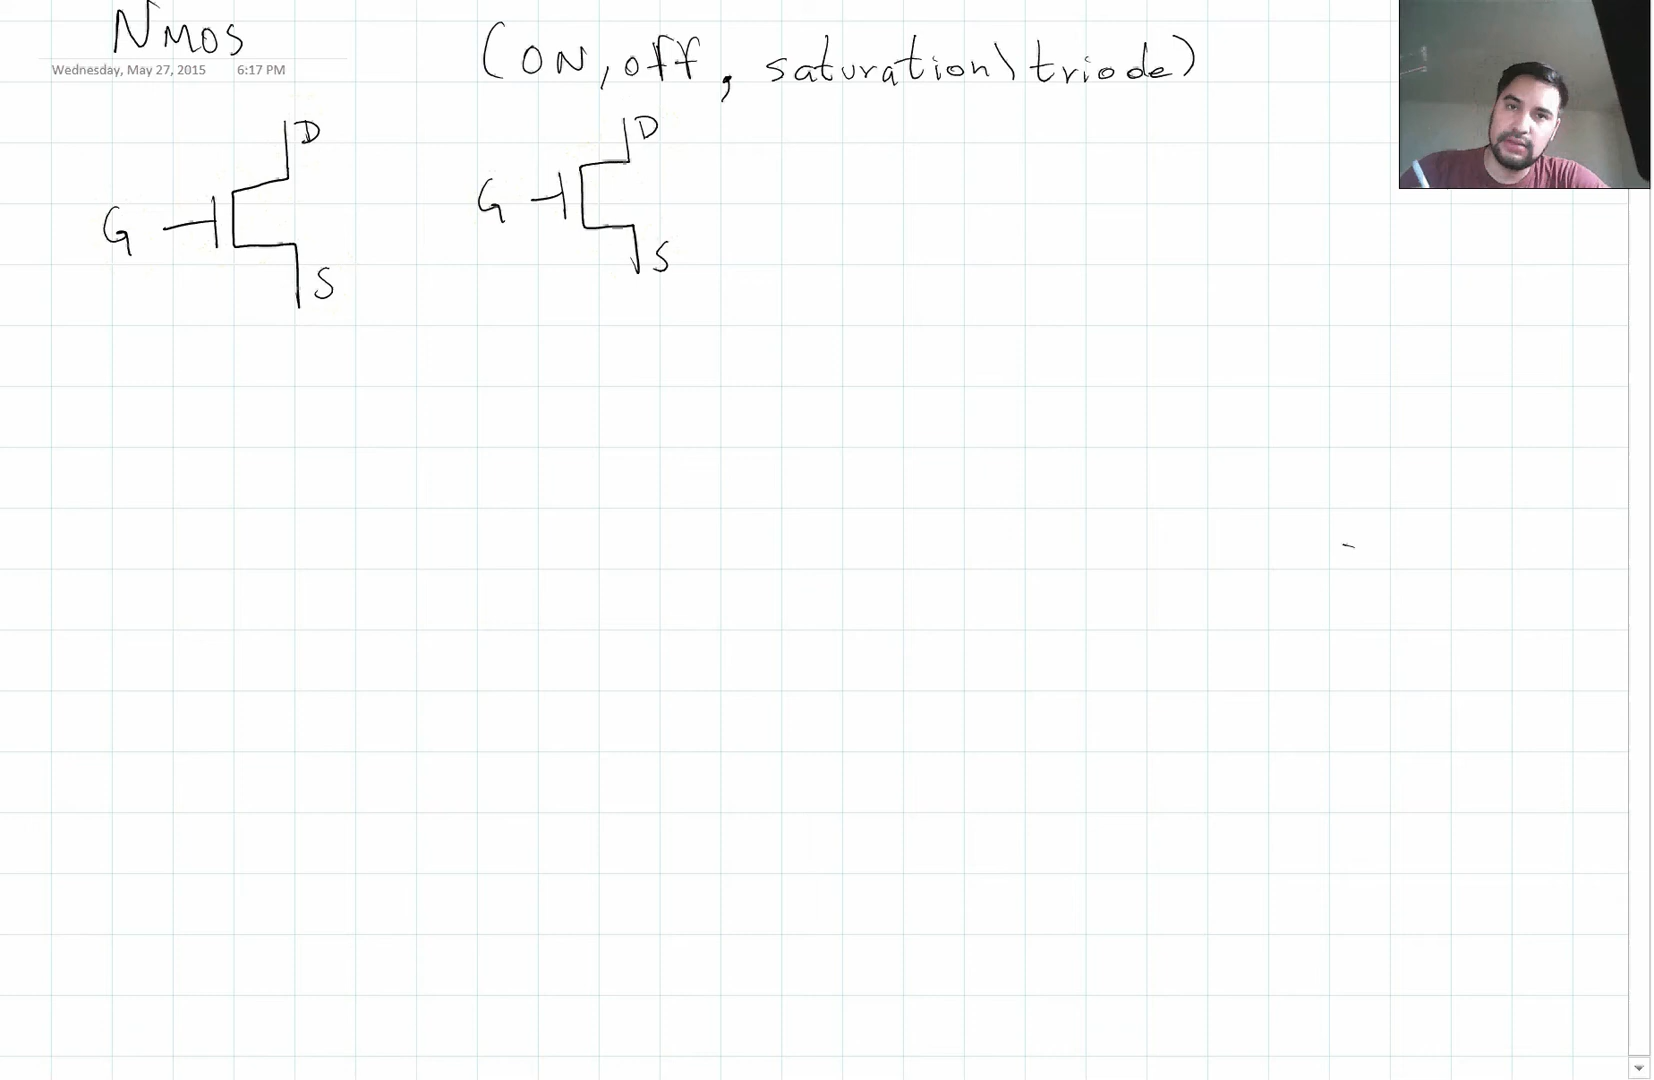 NMOS
(ON, off, saturation\triode)
Wednesday, May 27, 2015 6:17 PM
D
G
S
D
G
S